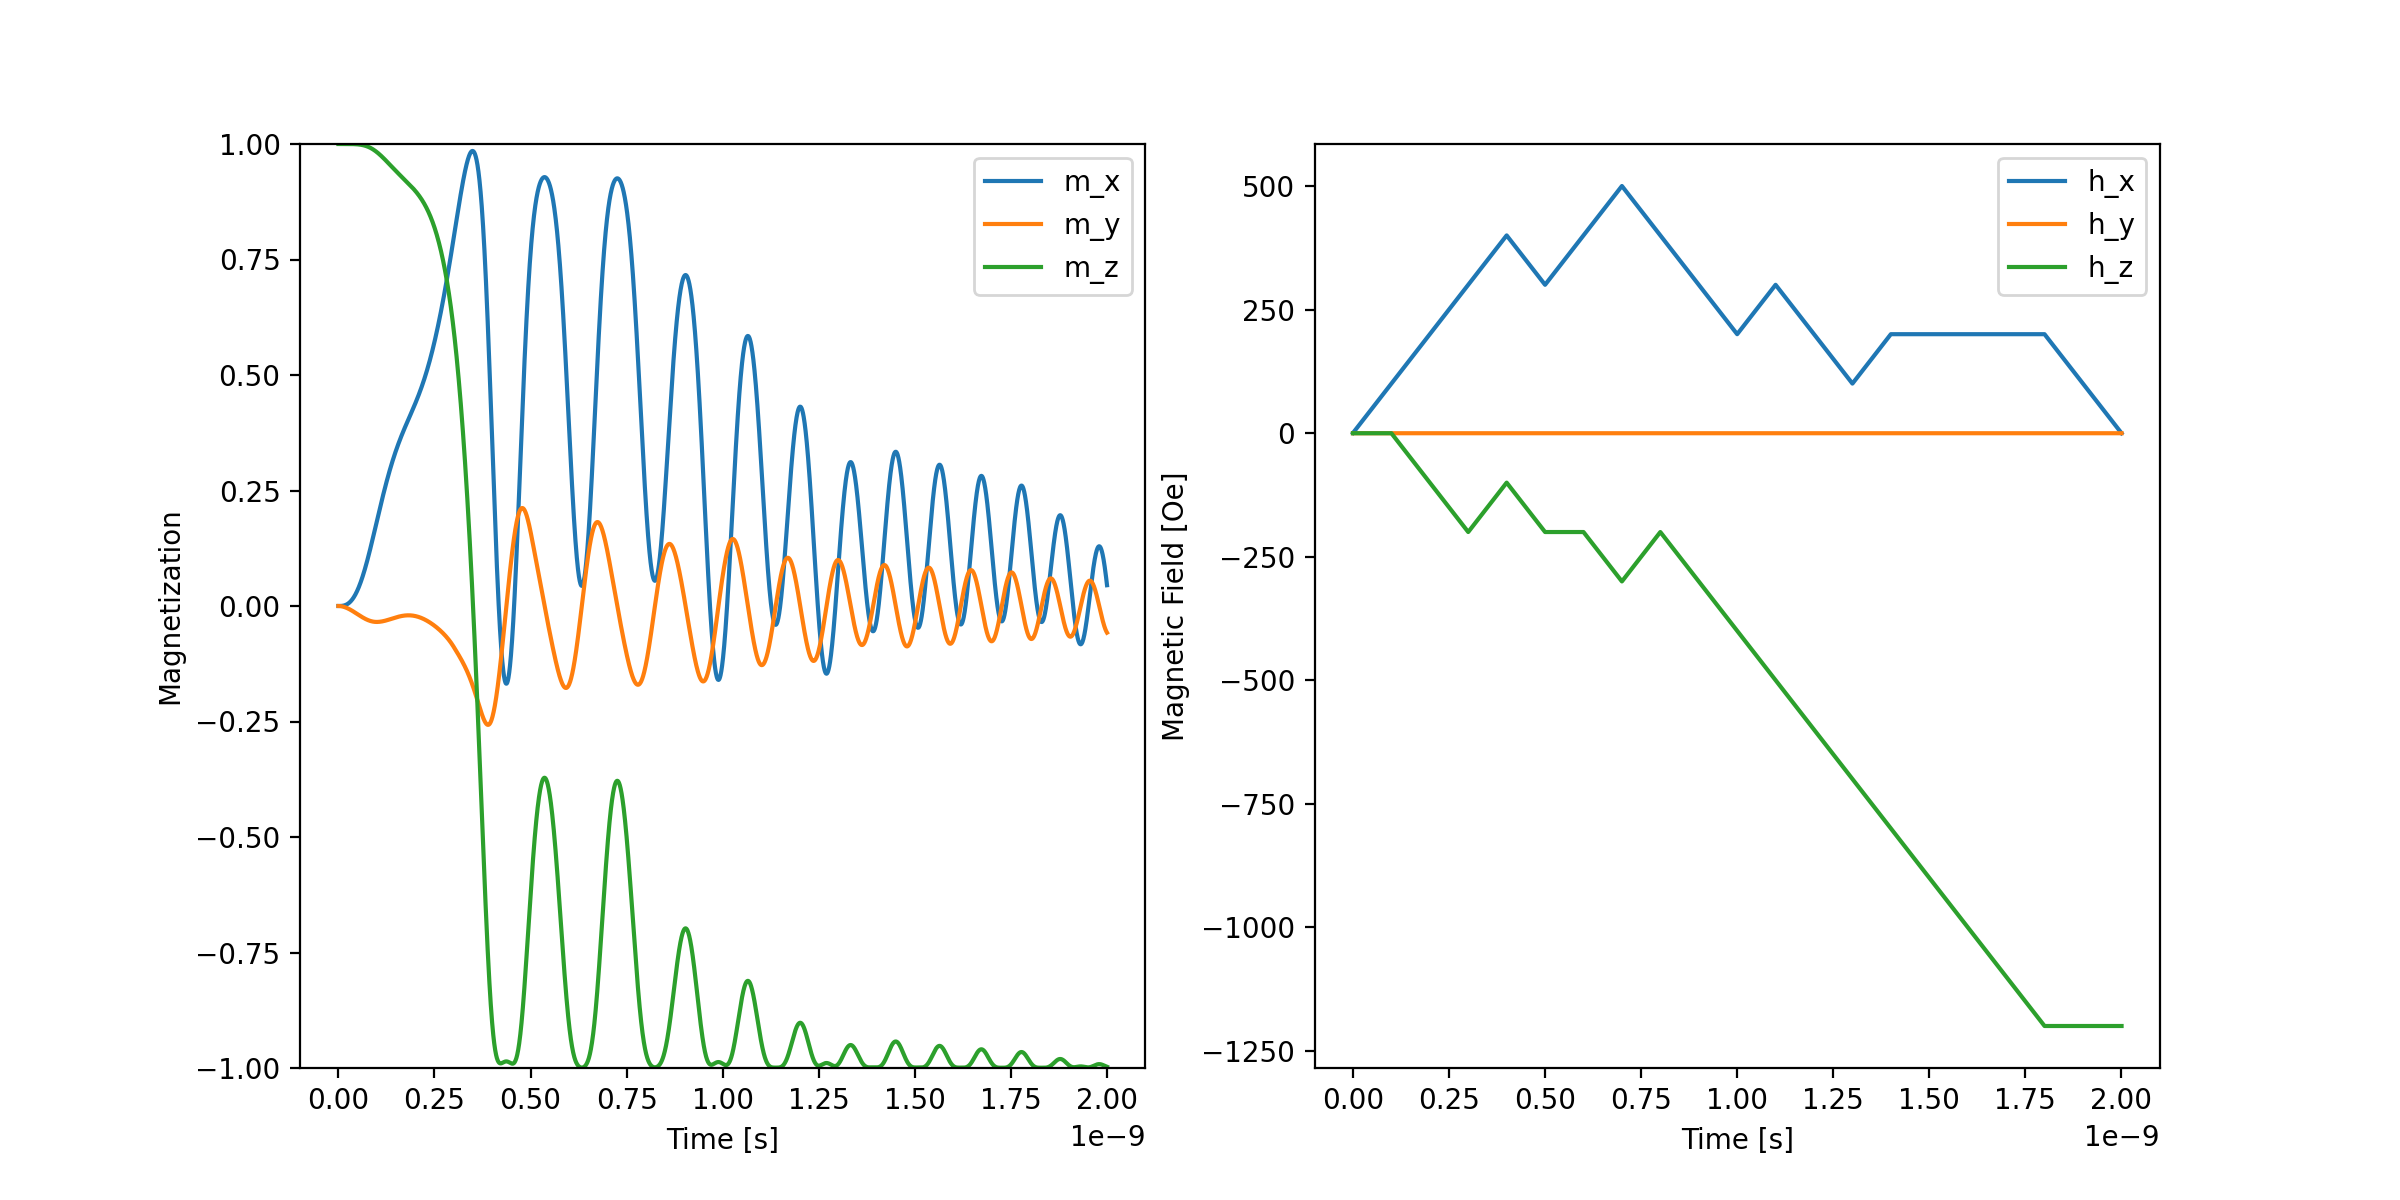 Magnetization
1.00
0.75
0.50
0.25
0.00
−0.25
−0.50
−0.75
−1.00
m_x
m_y
m_z
0.00 0.25 0.50 0.75 1.00 1.25 1.50 1.75 2.00
Time [s]
1e−9
Magnetic Field [Oe]
500
250
0
−250
−500
−750
−1000
−1250
h_x
h_y
h_z
0.00 0.25 0.50 0.75 1.00 1.25 1.50 1.75 2.00
Time [s]
1e−9